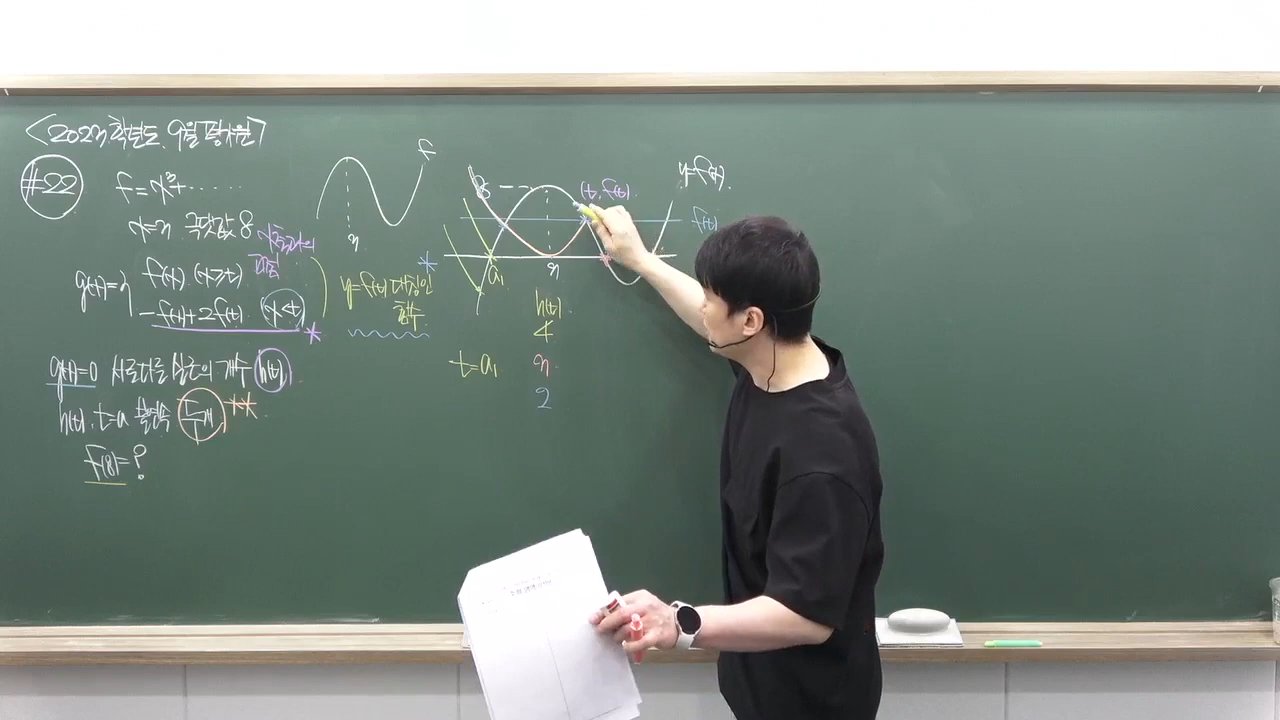 <2023학년도 9월 평가원>
#22
f = x³+ ······
x=n 극댓값 8
g(x)= f(x) (x≥t)
-f(x)+2f(t) (x<t)
y=f(t) 대칭인
함수
g(x)=0 서로다른 실근의 개수 h(t)
h(t), t=a 불연속 두개
f(8)=?
f
n
8
(t, f(t))
y=f(x)
f(t)
a₁
n
h(t)
4
t=a₁ n
2